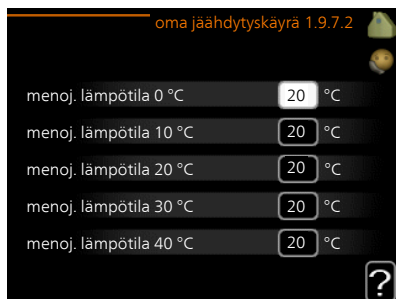 oma jäähdytyskäyrä 1.9.7.2
menoj. lämpötila 0 °C 20 °C
menoj. lämpötila 10 °C 20 °C
menoj. lämpötila 20 °C 20 °C
menoj. lämpötila 30 °C 20 °C
menoj. lämpötila 40 °C 20 °C
?